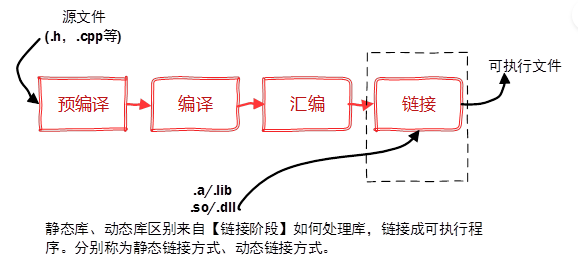 源文件
(.h, .cpp等)
可执行文件
预编译
编译
汇编
链接
.a/.lib
.so/.dll
静态库、动态库区别来自【链接阶段】如何处理库，链接成可执行程
序。分别称为静态链接方式、动态链接方式。